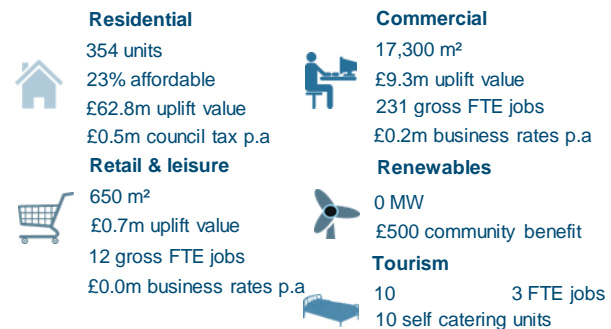 Residential
354 units
23% affordable
£62.8m uplift value
£0.5m council tax p.a
Commercial
17,300 m²
£9.3m uplift value
231 gross FTE jobs
£0.2m business rates p.a
Retail & leisure
650 m²
£0.7m uplift value
12 gross FTE jobs
£0.0m business rates p.a
Renewables
0 MW
£500 community benefit
Tourism
10 3 FTE jobs
10 self catering units